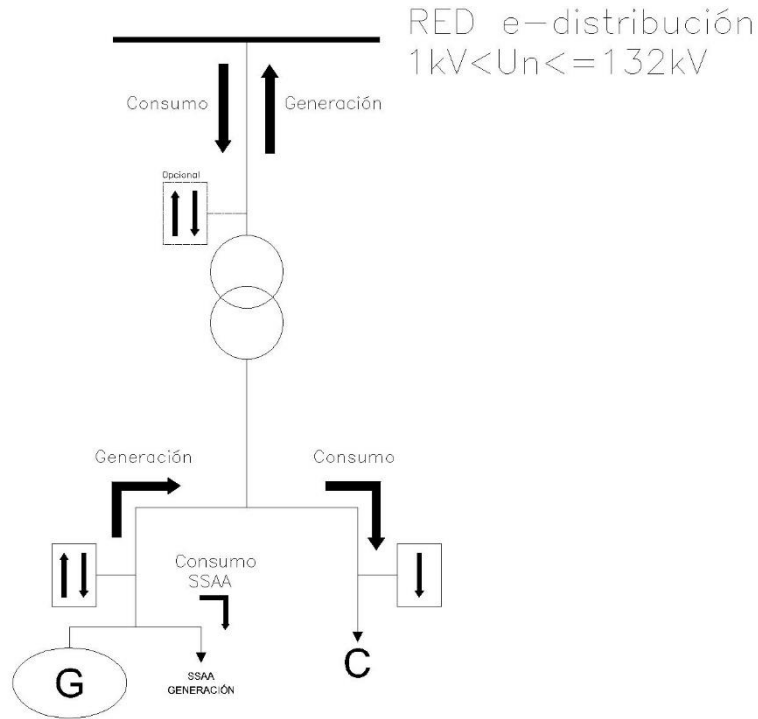 RED e-distribución
1kV<Un<=132kV
Consumo
Generación
Opcional
Generación
Consumo
Consumo
SSAA
G
SSAA
GENERACIÓN
C